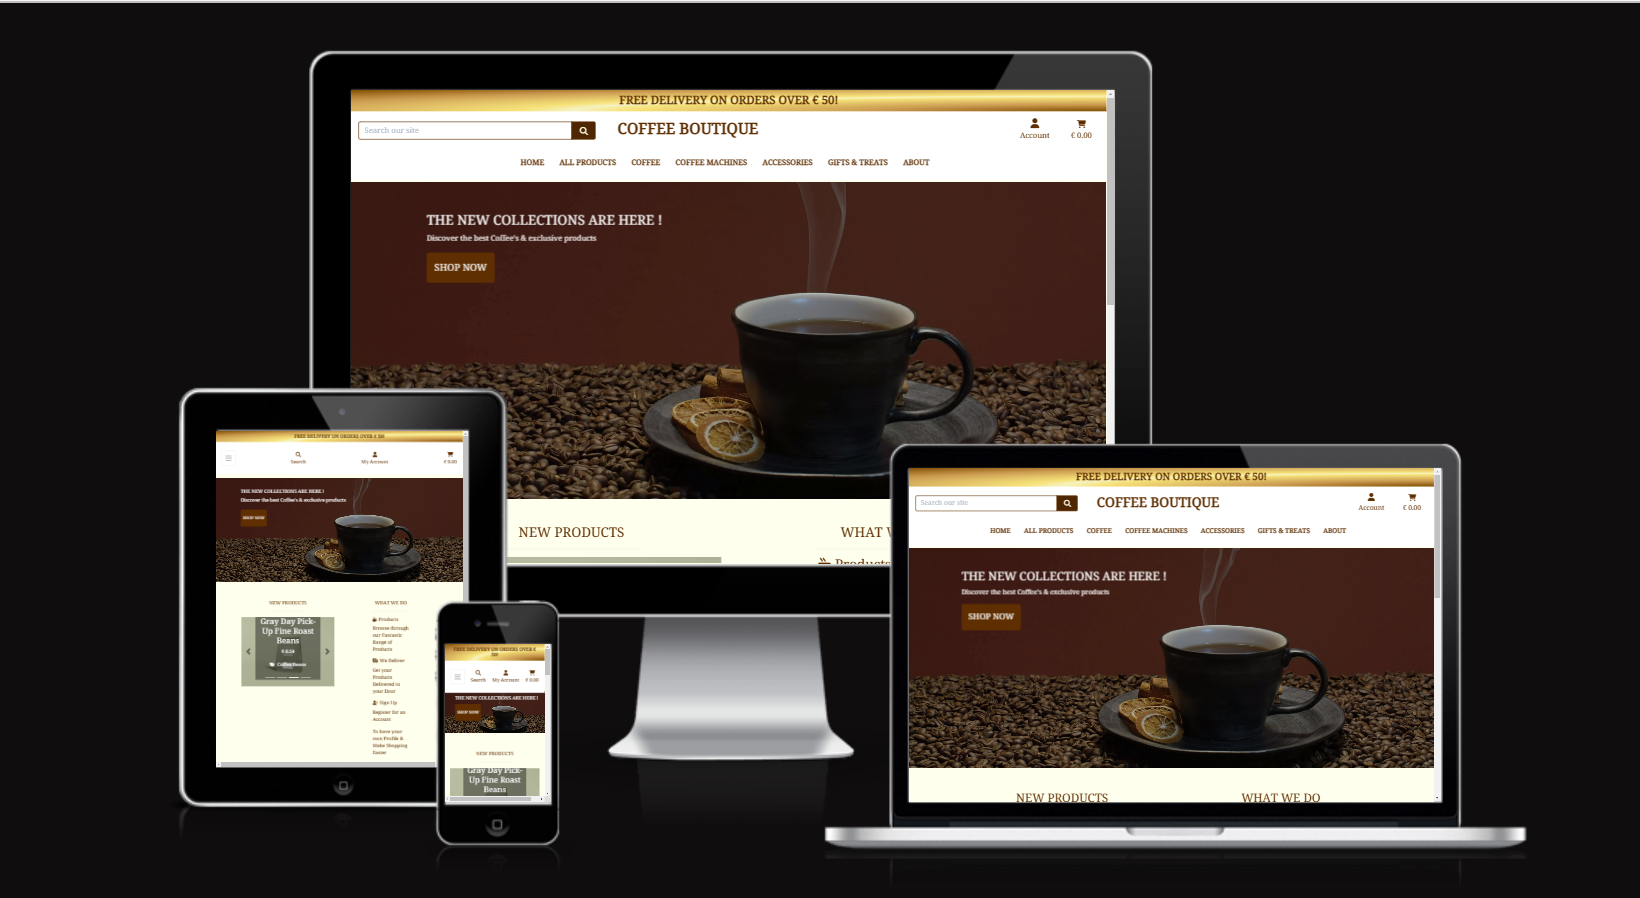 FREE DELIVERY ON ORDERS OVER € 50!
Search our site
COFFEE BOUTIQUE
Account
€ 0.00
HOME ALL PRODUCTS COFFEE COFFEE MACHINES ACCESSORIES GIFTS & TREATS ABOUT
THE NEW COLLECTIONS ARE HERE !
Discover the best Coffee's & exclusive products
SHOP NOW
NEW PRODUCTS
WHAT
Products
FREE DELIVERY ON ORDERS OVER € 50!
Search
My Account
€ 0.00
THE NEW COLLECTIONS ARE HERE !
Discover the best Coffee's & exclusive products
SHOP NOW
NEW PRODUCTS
Gray Day Pick-
Up Fine Roast
Beans
€ 6.24
Coffee Beans
WHAT WE DO
Products
Browse through
our Fantastic
Range of
Products
We Deliver
Get your
Products
Delivered to
your Door
Sign Up
Register for an
Account
To have your
own Profile &
Make Shopping
Easier
FREE DELIVERY ON ORDERS OVER €
50!
Search
My Account
€ 0.00
THE NEW COLLECTIONS ARE HERE !
SHOP NOW
NEW PRODUCTS
Gray Day Pick-
Up Fine Roast
Beans
FREE DELIVERY ON ORDERS OVER € 50!
Search our site
COFFEE BOUTIQUE
Account
€ 0.00
HOME ALL PRODUCTS COFFEE COFFEE MACHINES ACCESSORIES GIFTS & TREATS ABOUT
THE NEW COLLECTIONS ARE HERE !
Discover the best Coffee's & exclusive products
SHOP NOW
NEW PRODUCTS
WHAT WE DO